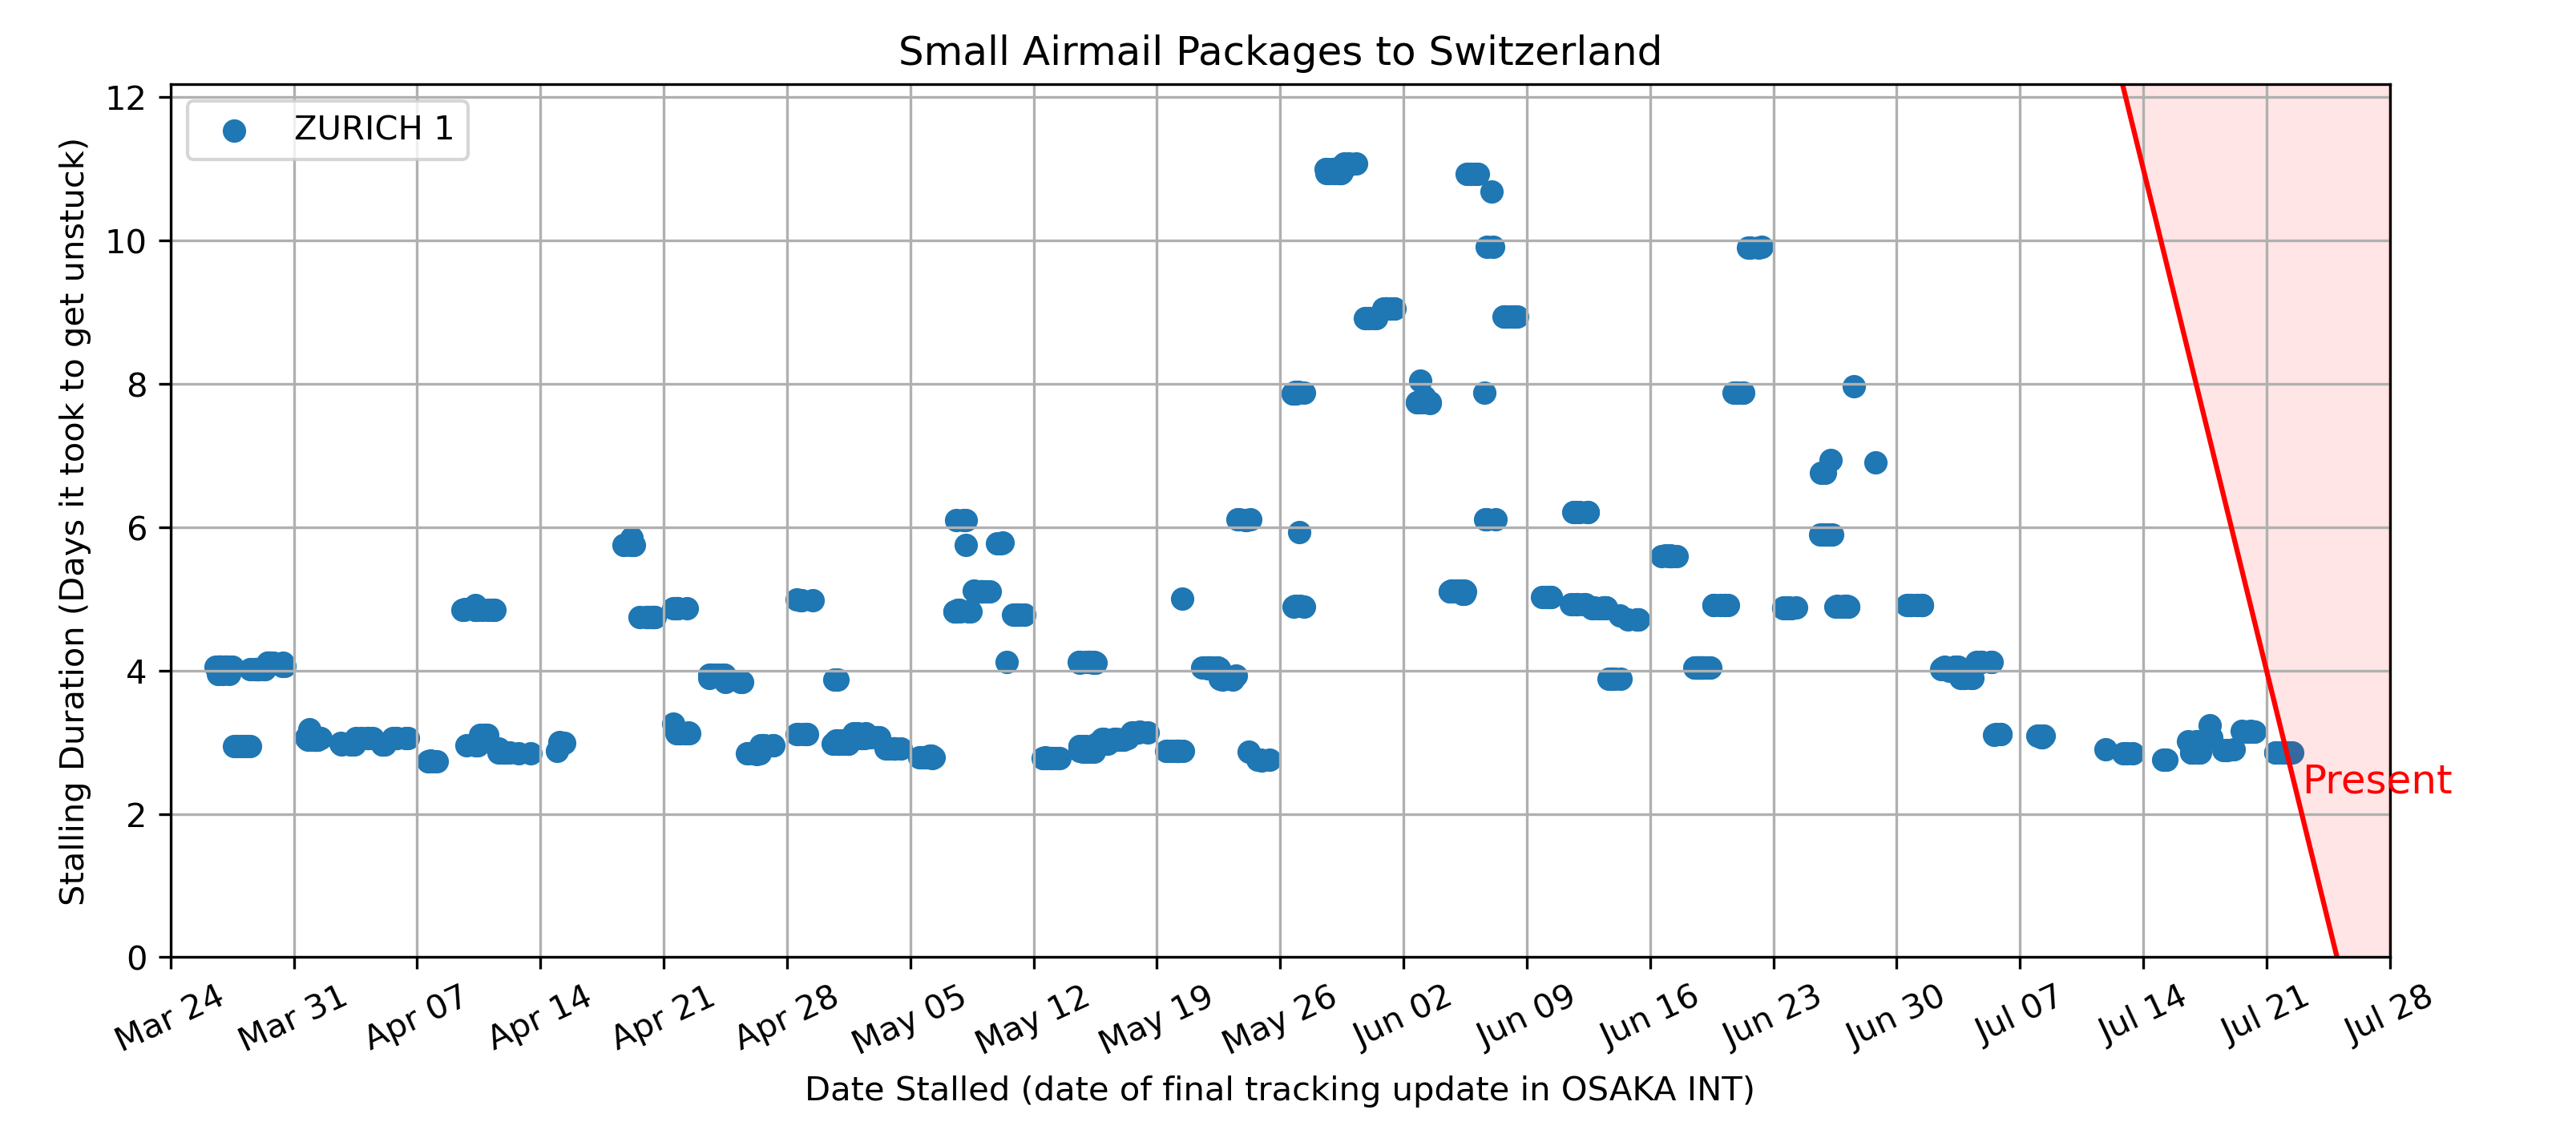 Small Airmail Packages to Switzerland
ZURICH 1
Stalling Duration (Days it took to get unstuck)
12
10
8
6
4
2
0
Present
Mar 24
Mar 31
Apr 07
Apr 14
Apr 21
Apr 28
May 05
May 12
May 19
May 26
Jun 02
Jun 09
Jun 16
Jun 23
Jun 30
Jul 07
Jul 14
Jul 21
Jul 28
Date Stalled (date of final tracking update in OSAKA INT)